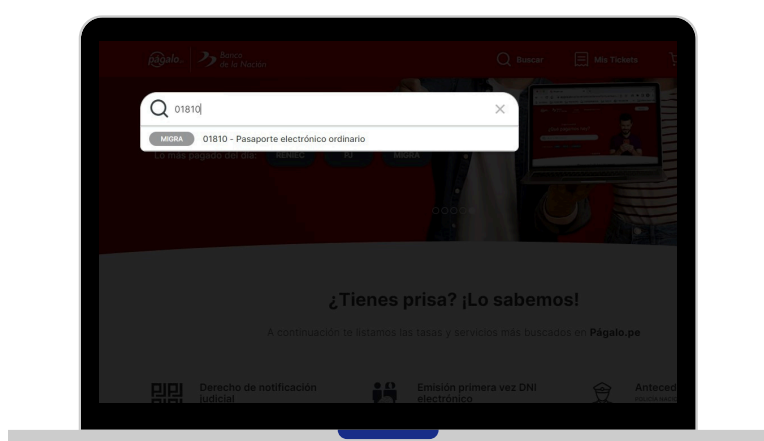 págalo.
Banco
de la Nación
Buscar
Mis Tickets
01810
MIGRA
01810 - Pasaporte electrónico ordinario
Lo más pagado del día:
RENIEC
PJ
MIGRA
¿Tienes prisa? ¡Lo sabemos!
A continuación te listamos las tasas y servicios más buscados en Págalo.pe
Derecho de notificación
judicial
Emisión primera vez DNI
electrónico
Anteced